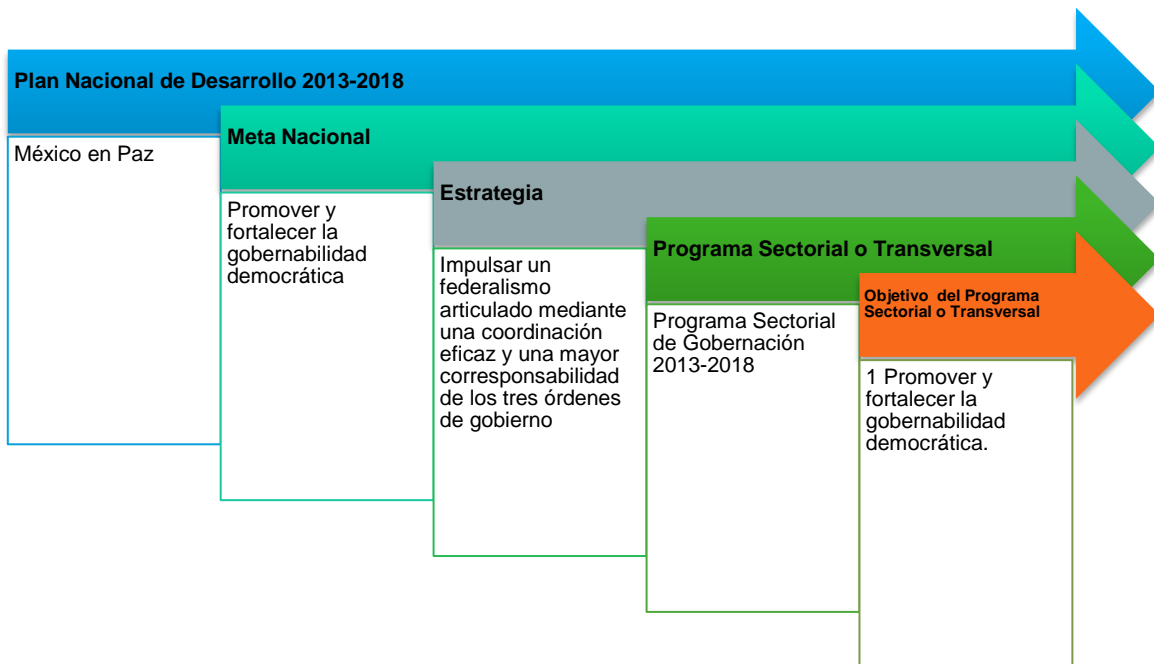 Plan Nacional de Desarrollo 2013-2018
México en Paz
Meta Nacional
Promover y
fortalecer la
gobernabilidad
democrática
Estrategia
Impulsar un
federalismo
articulado mediante
una coordinación
eficaz y una mayor
corresponsabilidad
de los tres órdenes
de gobierno
Programa Sectorial o Transversal
Programa Sectorial
de Gobernación
2013-2018
Objetivo del Programa
Sectorial o Transversal
1 Promover y
fortalecer la
gobernabilidad
democrática.